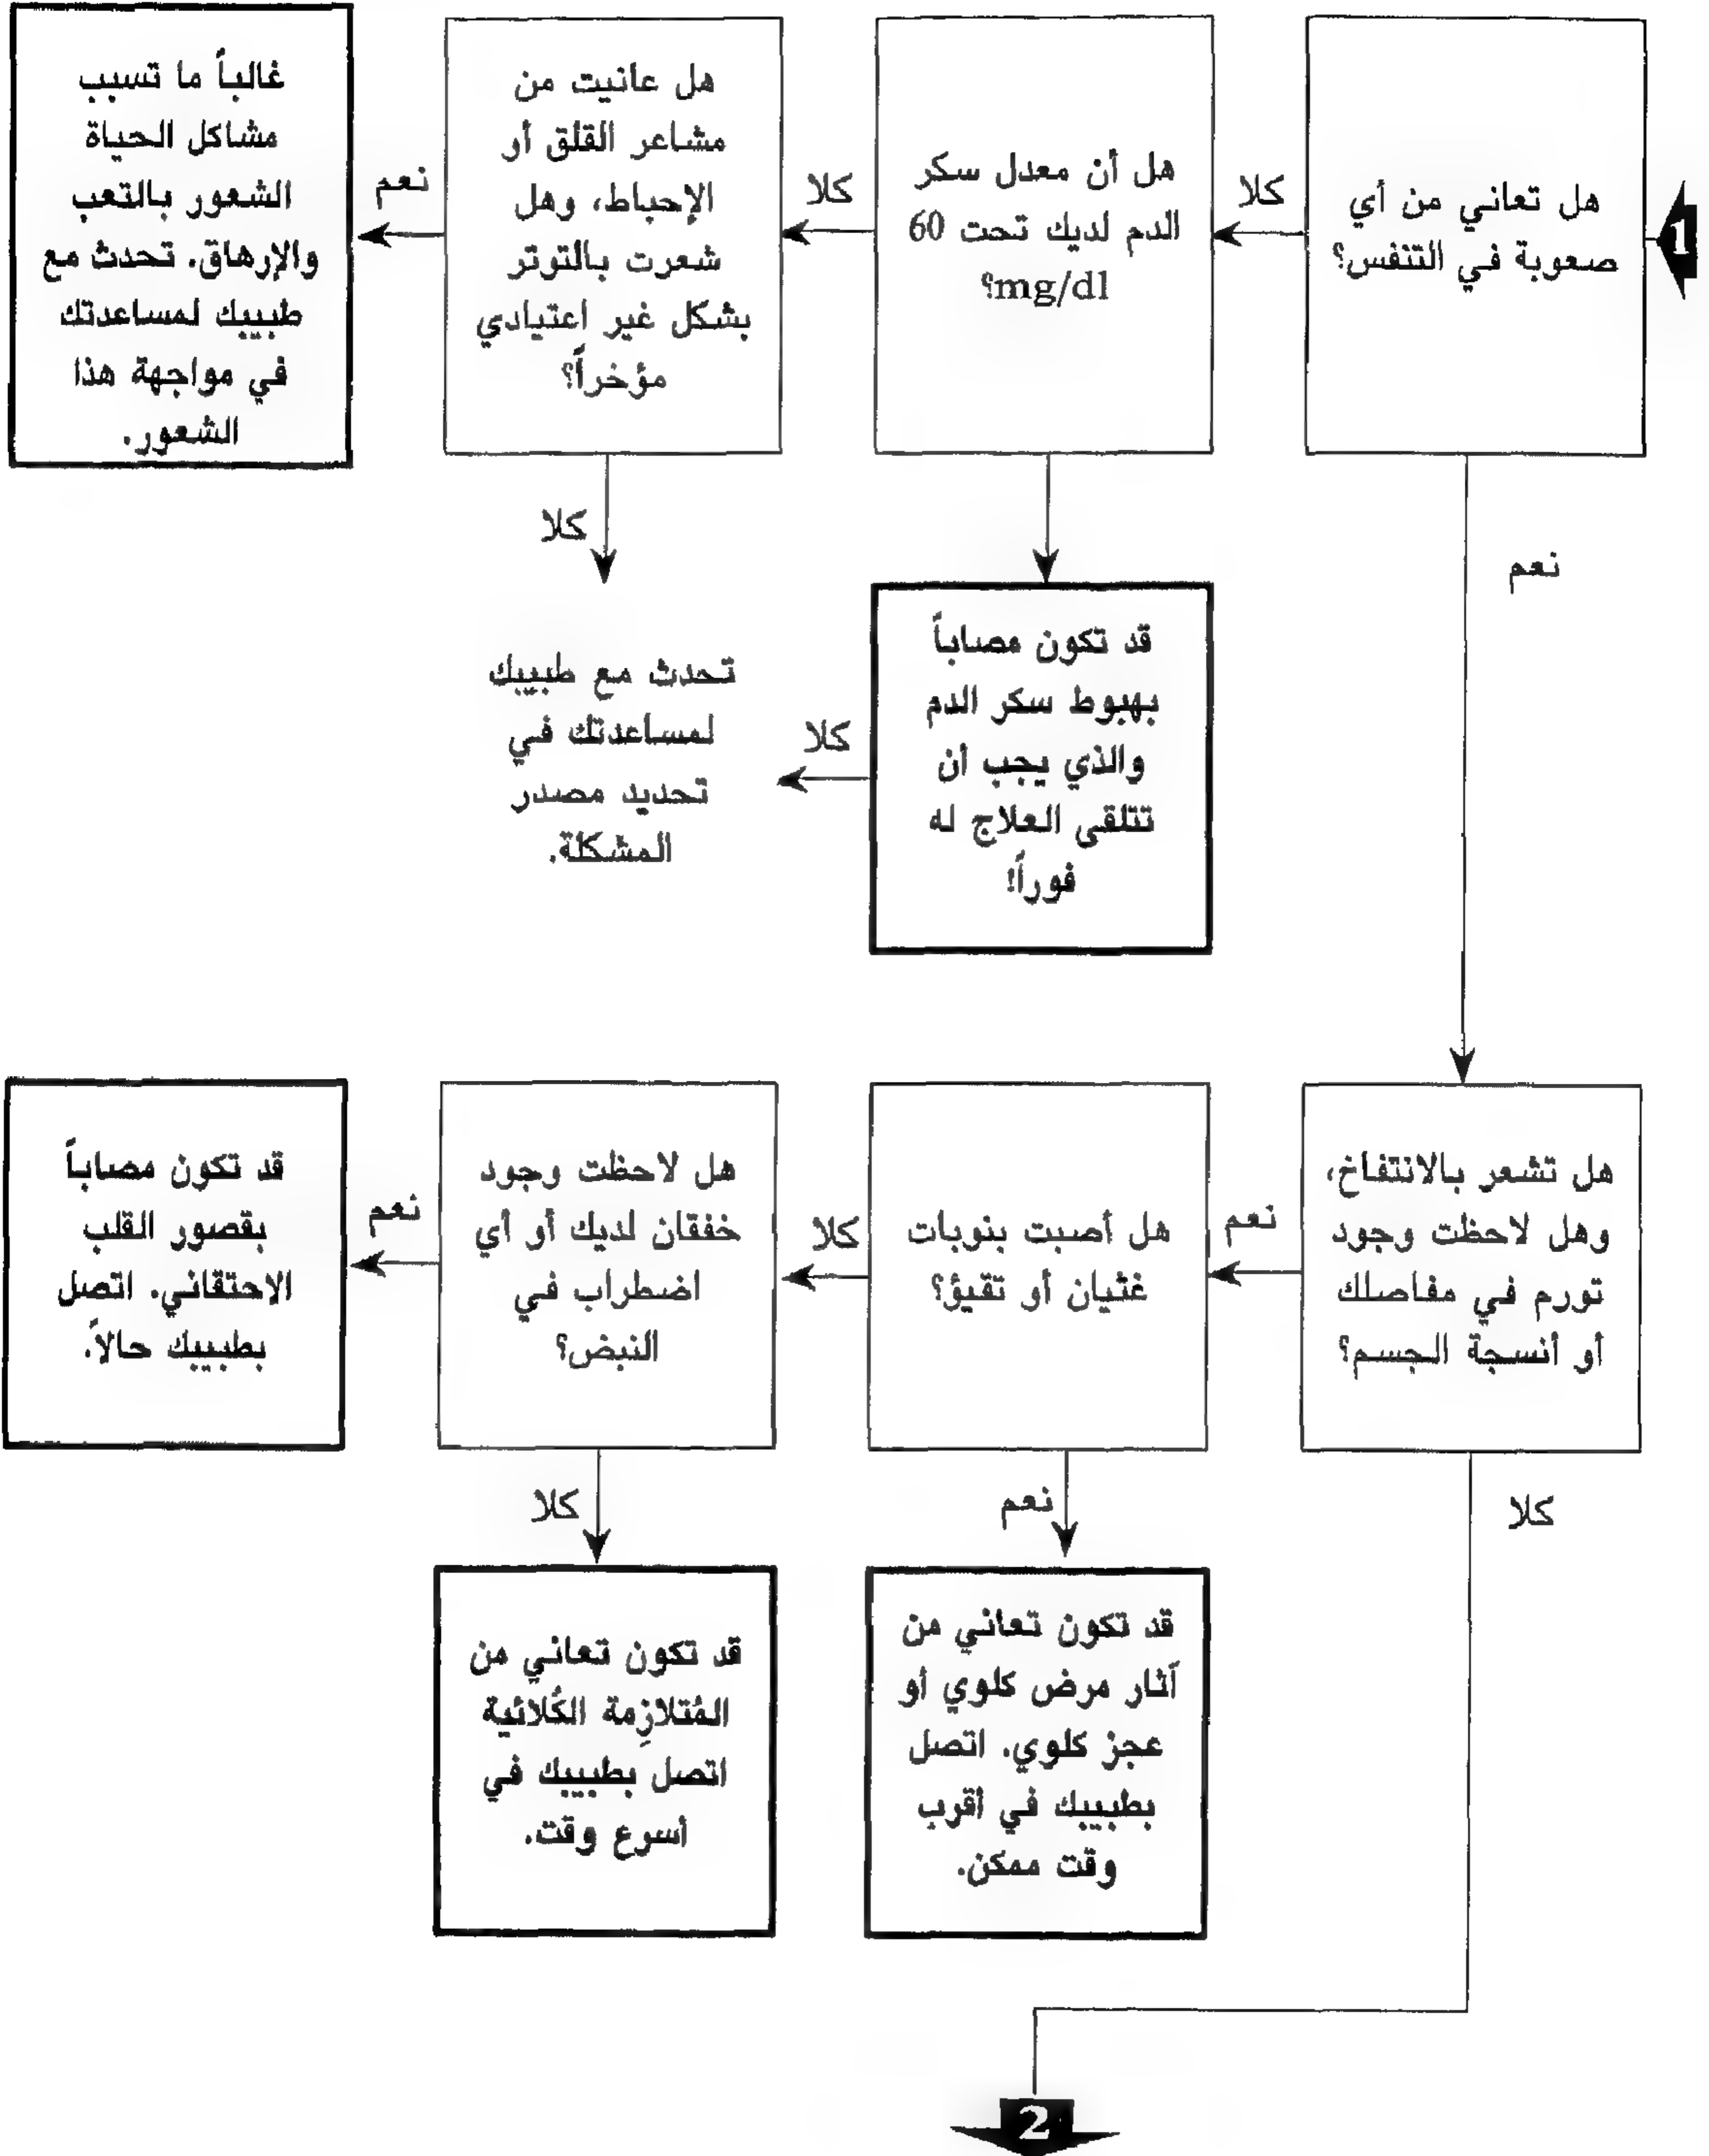 1
هل تعاني من أي
صعوبة في التنفس؟
كلا
هل أن معدل سكر
الدم لديك تحت 60
mg/dl؟
كلا
هل عانيت من
مشاعر القلق أو
الإحباط، وهل
شعرت بالتوتر
بشكل غير اعتيادي
مؤخراً؟
نعم
غالباً ما تسبب
مشاكل الحياة
الشعور بالتعب
والإرهاق. تحدث مع
طبيبك لمساعدتك
في مواجهة هذا
الشعور.
نعم
كلا
قد تكون مصاباً
بهبوط سكر الدم
والذي يجب أن
تتلقى العلاج له
فوراً!
كلا
تحدث مع طبيبك
لمساعدتك في
تحديد مصدر
المشكلة.
هل تشعر بالانتفاخ،
وهل لاحظت وجود
تورم في مفاصلك
أو أنسجة الجسم؟
نعم
هل أصبت بنوبات
غثيان أو تقيؤ؟
كلا
هل لاحظت وجود
خفقان لديك أو أي
اضطراب في
النبض؟
نعم
قد تكون مصاباً
بقصور القلب
الاحتقاني. اتصل
بطبيبك حالاً.
كلا
نعم
كلا
قد تكون تعاني من
آثار مرض كلوي أو
عجز كلوي. اتصل
بطبيبك في أقرب
وقت ممكن.
قد تكون تعاني من
المُتلازِمة الكُلائية
اتصل بطبيبك في
أسرع وقت.
2